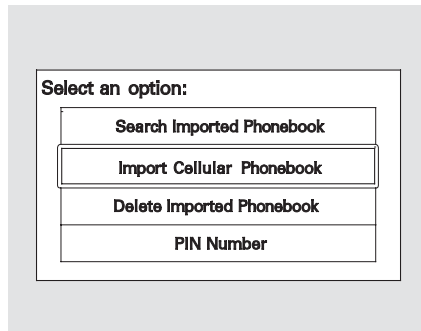 Select an option:
Search Imported Phonebook
Import Cellular Phonebook
Delete Imported Phonebook
PIN Number